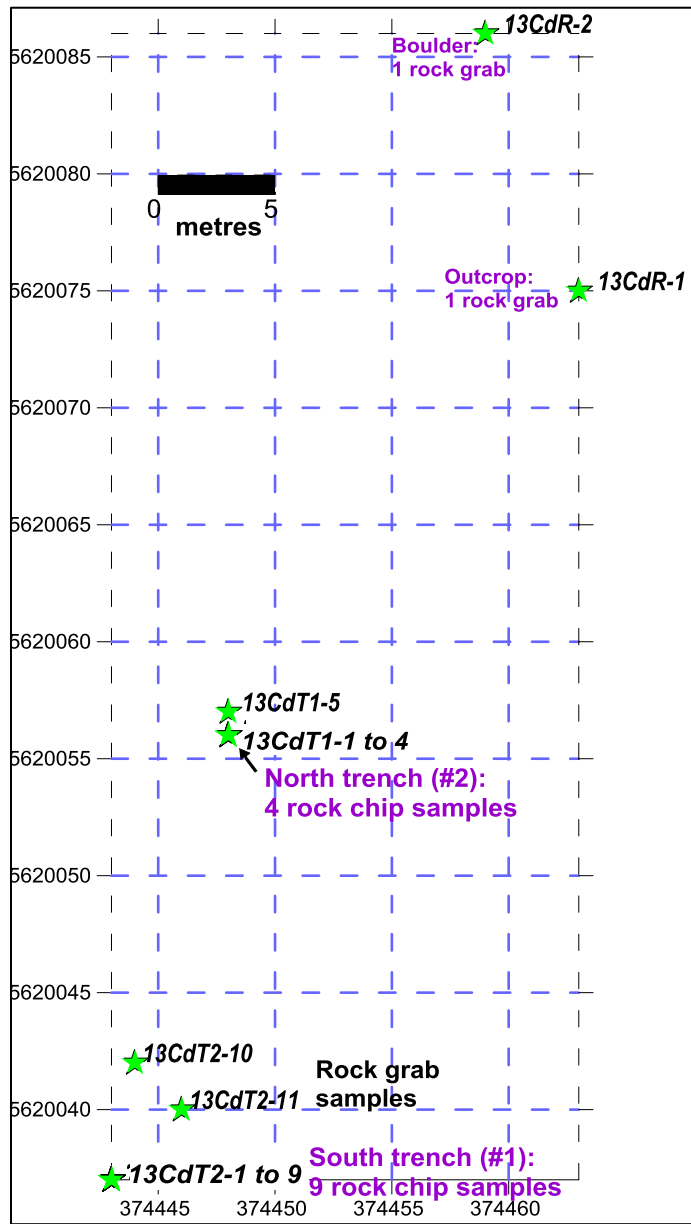 13CdR-2
Boulder:
1 rock grab
5620085
5620080
0 5
metres
13CdR-1
Outcrop:
1 rock grab
5620075
5620070
5620065
5620060
13CdT1-5
13CdT1-1 to 4
5620055
North trench (#2):
4 rock chip samples
5620050
5620045
13CdT2-10
Rock grab
samples
13CdT2-11
5620040
13CdT2-1 to 9
South trench (#1):
9 rock chip samples
374445 374450 374455 374460